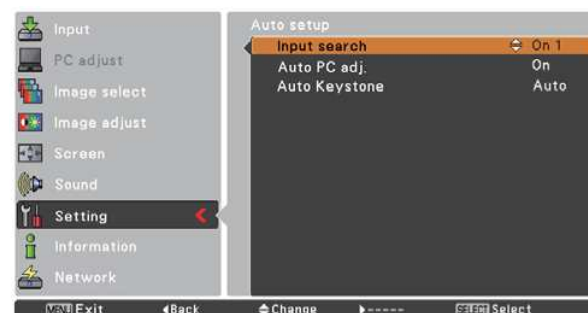 Input
PC adjust
Image select
Image adjust
Screen
Sound
Setting
Information
Network
Auto setup
Input search On 1
Auto PC adj. On
Auto Keystone Auto
MENU Exit Back Change ----- SELECT Select